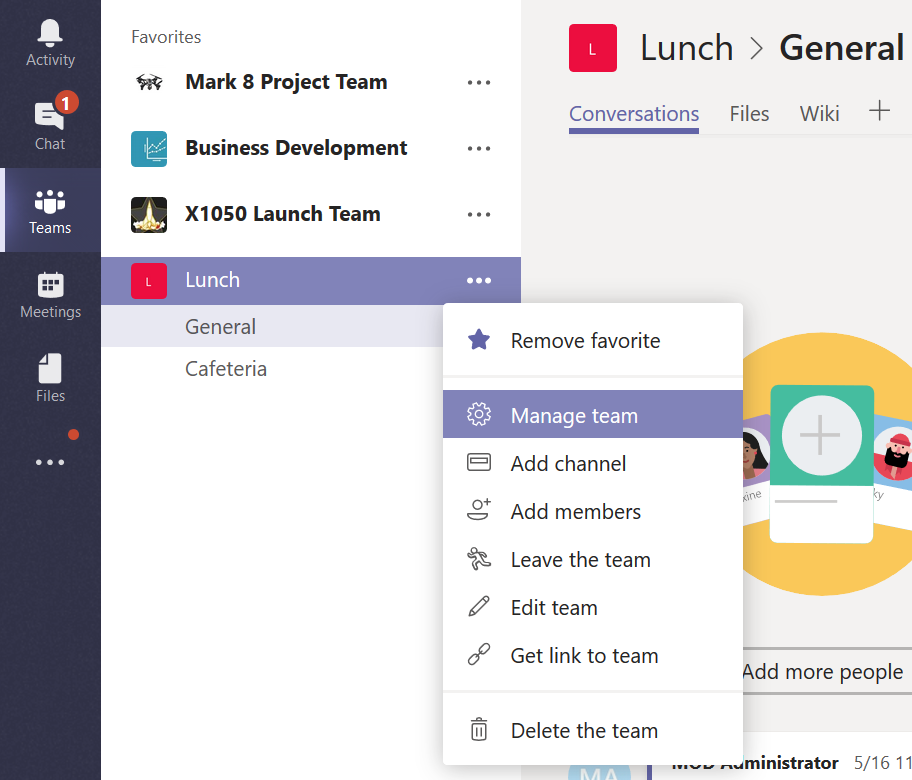 Activity
1
Chat
Teams
Meetings
Files
Favorites
Mark 8 Project Team
Business Development
X1050 Launch Team
L Lunch
General
Cafeteria
L Lunch > General
Conversations Files Wiki
Remove favorite
Manage team
Add channel
Add members
Leave the team
Edit team
Get link to team
Delete the team
Add more people
MA
MOD Administrator 5/16 11